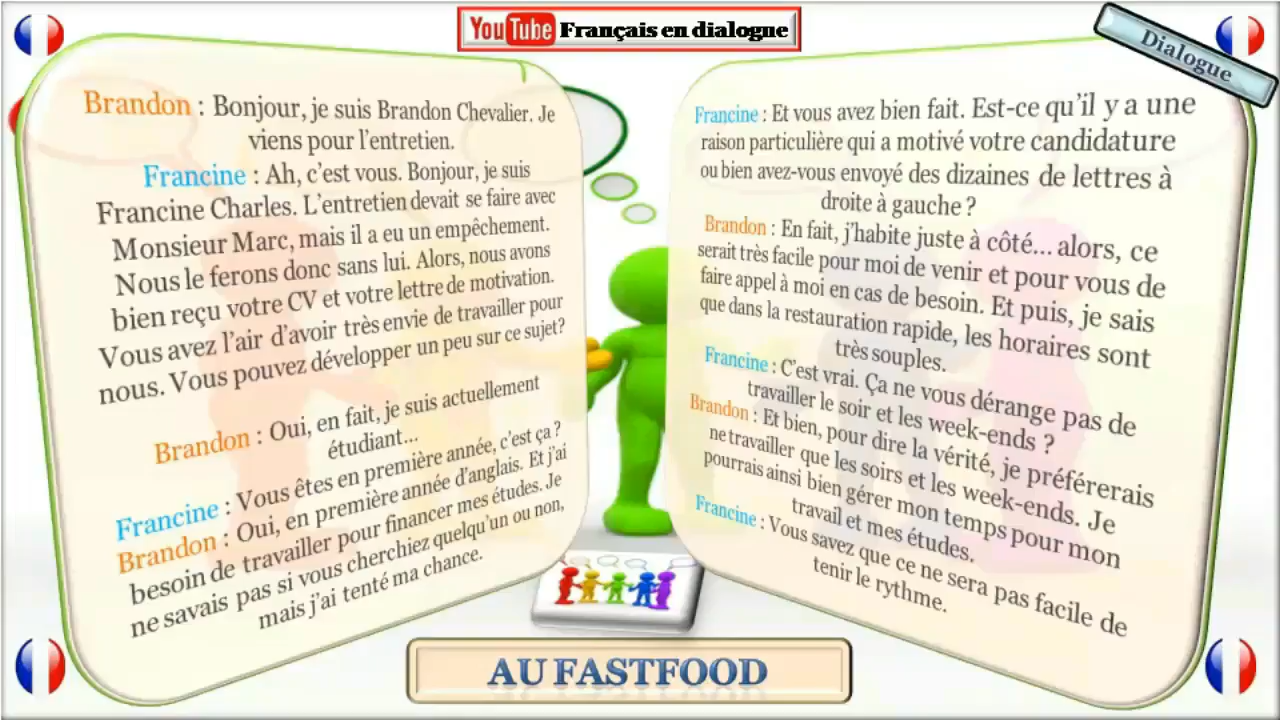 YouTube Français en dialogue
Dialogue
Brandon : Bonjour, je suis Brandon Chevalier. Je
viens pour l'entretien.
Francine : Ah, c'est vous. Bonjour, je suis
Francine Charles. L'entretien devait se faire avec
Monsieur Marc, mais il a eu un empêchement.
Nous le ferons donc sans lui. Alors, nous avons
bien reçu votre CV et votre lettre de motivation.
Vous avez l'air d'avoir très envie de travailler pour
nous. Vous pouvez développer un peu sur ce sujet?
Brandon : Oui, en fait, je suis actuellement
étudiant...
Francine : Vous êtes en première année, c'est ça ?
Brandon : Oui, en première année d'anglais. Et j'ai
besoin de travailler pour financer mes études. Je
ne savais pas si vous cherchiez quelqu'un ou non,
mais j'ai tenté ma chance.
Francine : Et vous avez bien fait. Est-ce qu'il y a une
raison particulière qui a motivé votre candidature
ou bien avez-vous envoyé des dizaines de lettres à
droite à gauche ?
Brandon : En fait, j'habite juste à côté... alors, ce
serait très facile pour moi de venir et pour vous de
faire appel à moi en cas de besoin. Et puis, je sais
que dans la restauration rapide, les horaires sont
très souples.
Francine : C'est vrai. Ça ne vous dérange pas de
travailler le soir et les week-ends ?
Brandon : Et bien, pour dire la vérité, je préférerais
ne travailler que les soirs et les week-ends. Je
pourrais ainsi bien gérer mon temps pour mon
travail et mes études.
Francine : Vous savez que ce ne sera pas facile de
tenir le rythme.
AU FASTFOOD